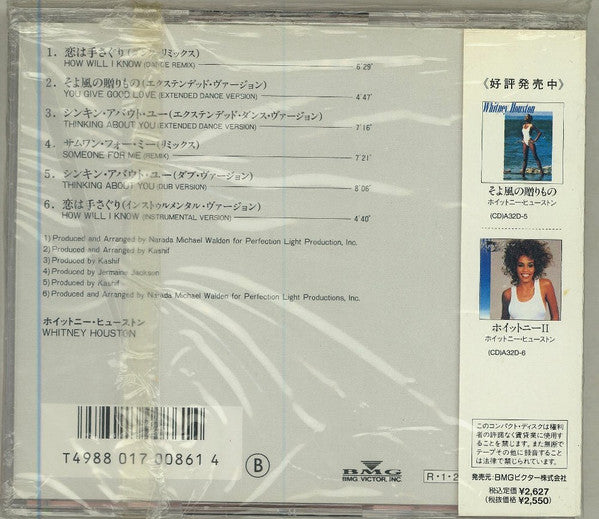 1. 恋は手さぐり(ダンス・リミックス)
HOW WILL I KNOW (DANCE REMIX) 6'29"
2. そよ風の贈りもの(エクステンデッド・ヴァージョン)
YOU GIVE GOOD LOVE (EXTENDED DANCE VERSION) 4'47"
3. シンキン・アバウト・ユー(エクステンデッド・ダンス・ヴァージョン)
THINKING ABOUT YOU (EXTENDED DANCE VERSION) 7'16"
4. サムワン・フォー・ミー(リミックス)
SOMEONE FOR ME (REMIX) 7'21"
5. シンキン・アバウト・ユー(ダブ・ヴァージョン)
THINKING ABOUT YOU (DUB VERSION) 8'06"
6. 恋は手さぐり(インストゥルメンタル・ヴァージョン)
HOW WILL I KNOW (INSTRUMENTAL VERSION) 4'40"
1) Produced and Arranged by Narada Michael Walden for Perfection Light Production, Inc.
2) Produced and Arranged by Kashif
3) Produced by Kashif
4) Produced by Jermaine Jackson
5) Produced by Kashif
6) Produced and Arranged by Narada Michael Walden for Perfection Light Productions, Inc.
ホイットニー・ヒューストン
WHITNEY HOUSTON
T4988 017 00861 4
B
BMG
BMG VICTOR, INC.
R・1・2
《好評発売中》
Whitney Houston
そよ風の贈りもの
ホイットニー・ヒューストン
(CD)A32D-5
ホイットニーII
ホイットニー・ヒューストン
(CD)A32D-6
このコンパクト・ディスクは権利
者の許諾なく賃貸業に使用する
ことを禁じます。また無断で
テープその他に録音することは
法律で禁じられています。
発売元:BMGビクター株式会社
税込定価 ¥2,627
(税抜価格 ¥2,550)